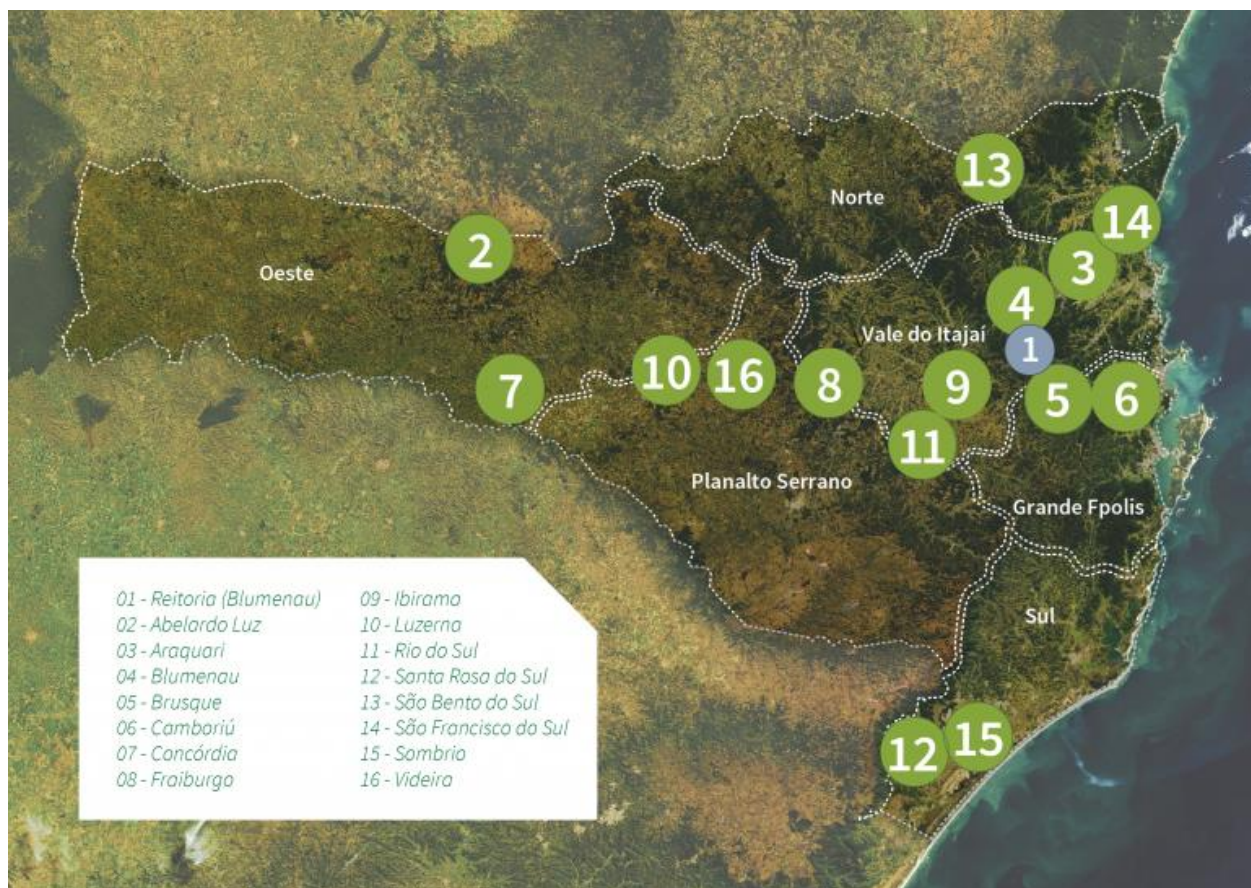 13
Norte
14
2
3
Oeste
4
Vale do Itajaí
1
10
16
8
9
5
6
7
11
Planalto Serrano
Grande Fpolis
Sul
12
15
01 - Reitoria (Blumenau)
02 - Abelardo Luz
03 - Araquari
04 - Blumenau
05 - Brusque
06 - Camboriú
07 - Concórdia
08 - Fraiburgo
09 - Ibirama
10 - Luzerna
11 - Rio do Sul
12 - Santa Rosa do Sul
13 - São Bento do Sul
14 - São Francisco do Sul
15 - Sombrio
16 - Videira